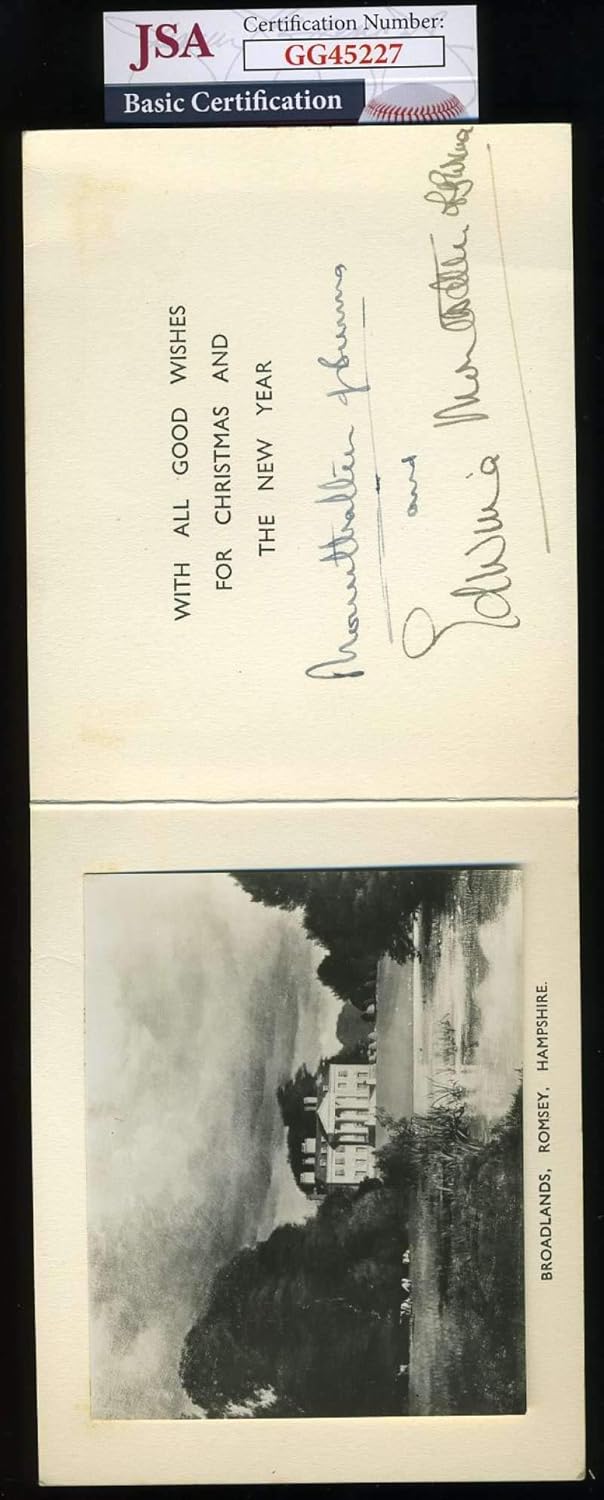 JSA
Certification Number:
GG45227
Basic Certification
WITH ALL GOOD WISHES
FOR CHRISTMAS AND
THE NEW YEAR
Mountbatten of Burma
and
Edwina Mountbatten of Burma
BROADLANDS, ROMSEY, HAMPSHIRE.